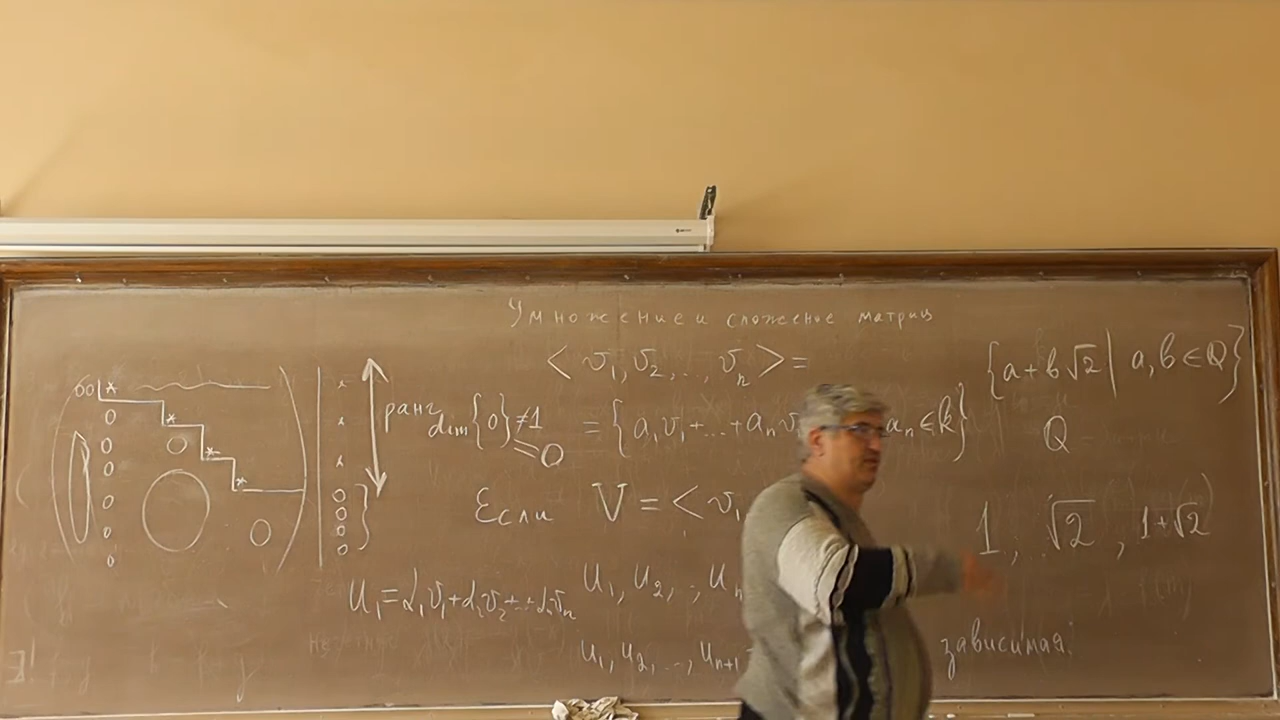 Умножение и сложение матриц
< v₁, v₂, ..., vₙ > =
{a + b√2 | a, b ∈ Q}
ранг
dim {0} ≠ 1
= 0
= {a₁v₁ + ... + aₙv aₙ ∈ k}
Q
Если V = < v₁
1, √2, 1+√2
u₁ = α₁v₁ + α₂v₂ + ... + αₙvₙ
u₁, u₂, ., uₙ
u₁, u₂, ..., uₙ₊₁
зависимая